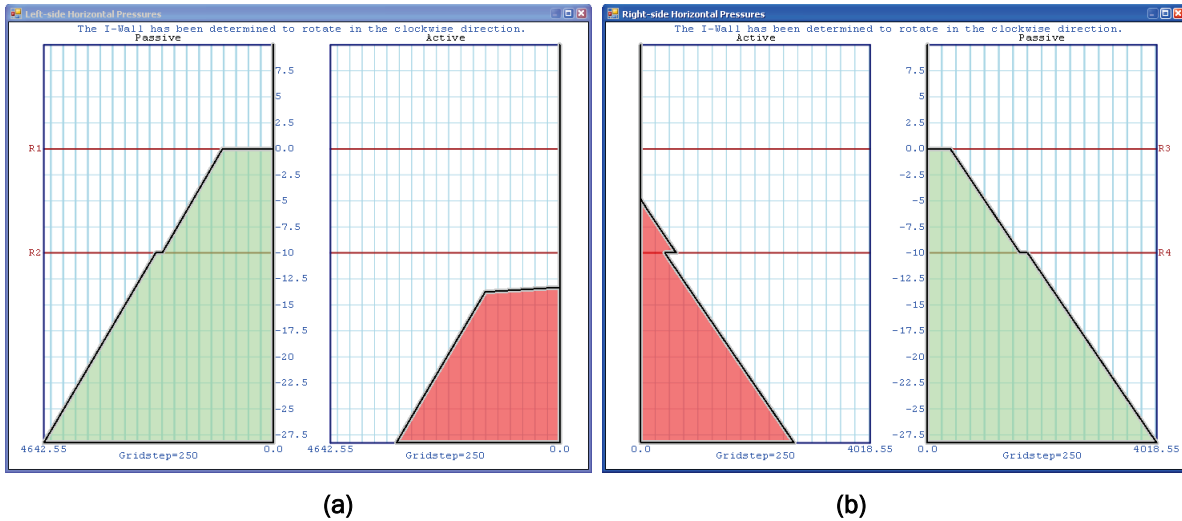 Left-side Horizontal Pressures
The I-Wall has been determined to rotate in the clockwise direction.
Passive
Active
7.5
5
2.5
R1
0.0
-2.5
-5
-7.5
R2
-10
-12.5
-15
-17.5
-20
-22.5
-25
-27.5
4642.55
0.0
4642.55
0.0
Gridstep=250
Gridstep=250
(a)
Right-side Horizontal Pressures
The I-Wall has been determined to rotate in the clockwise direction.
Active
Passive
7.5
5
2.5
0.0
R3
-2.5
-5
-7.5
-10
R4
-12.5
-15
-17.5
-20
-22.5
-25
-27.5
0.0
4018.55
0.0
4018.55
Gridstep=250
Gridstep=250
(b)